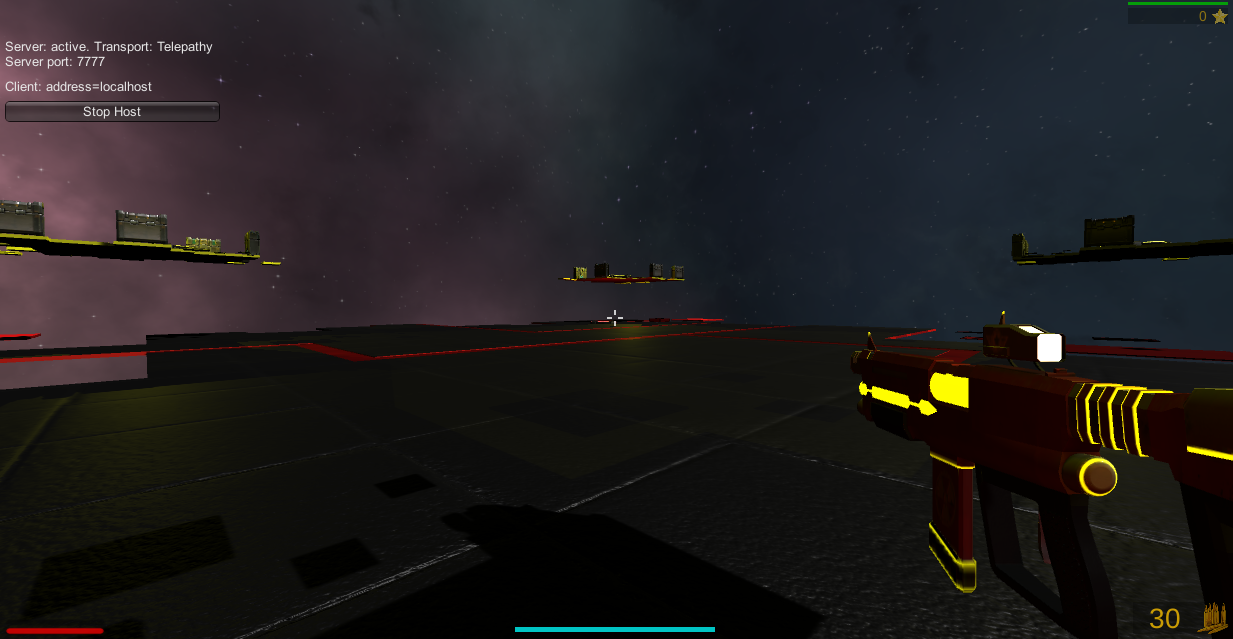 0
Server: active. Transport: Telepathy
Server port: 7777
Client: address=localhost
Stop Host
30